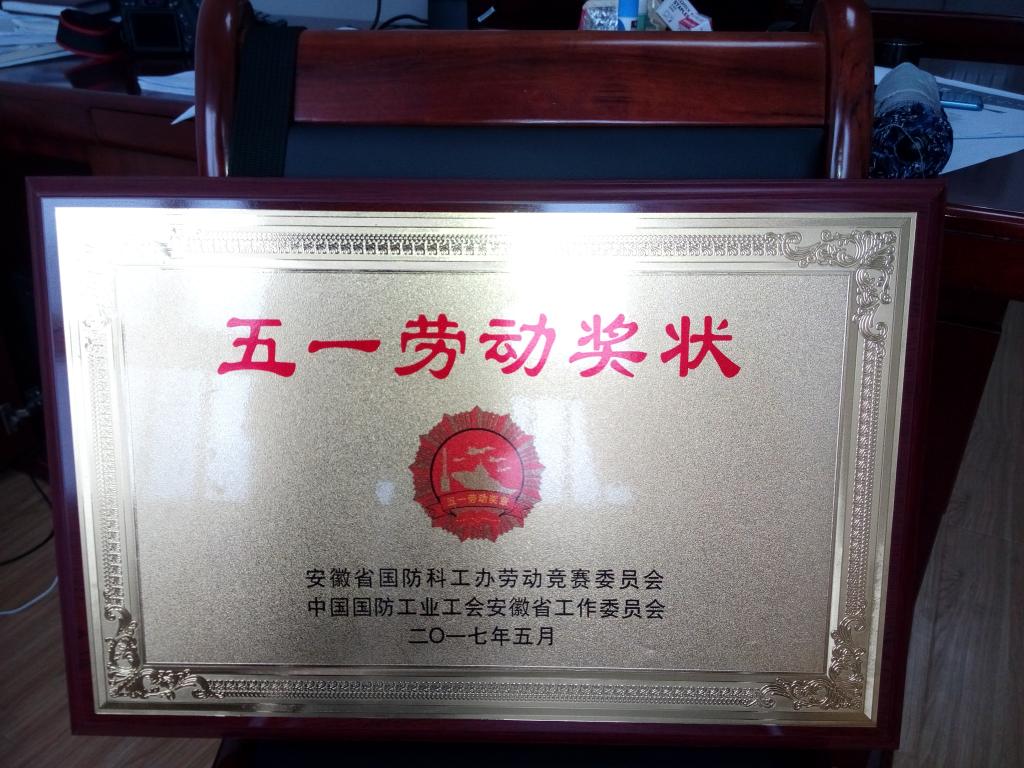 五一劳动奖状
五一劳动奖章
安徽省国防科工办劳动竞赛委员会
中国国防工业工会安徽省工作委员会
二〇一七年五月